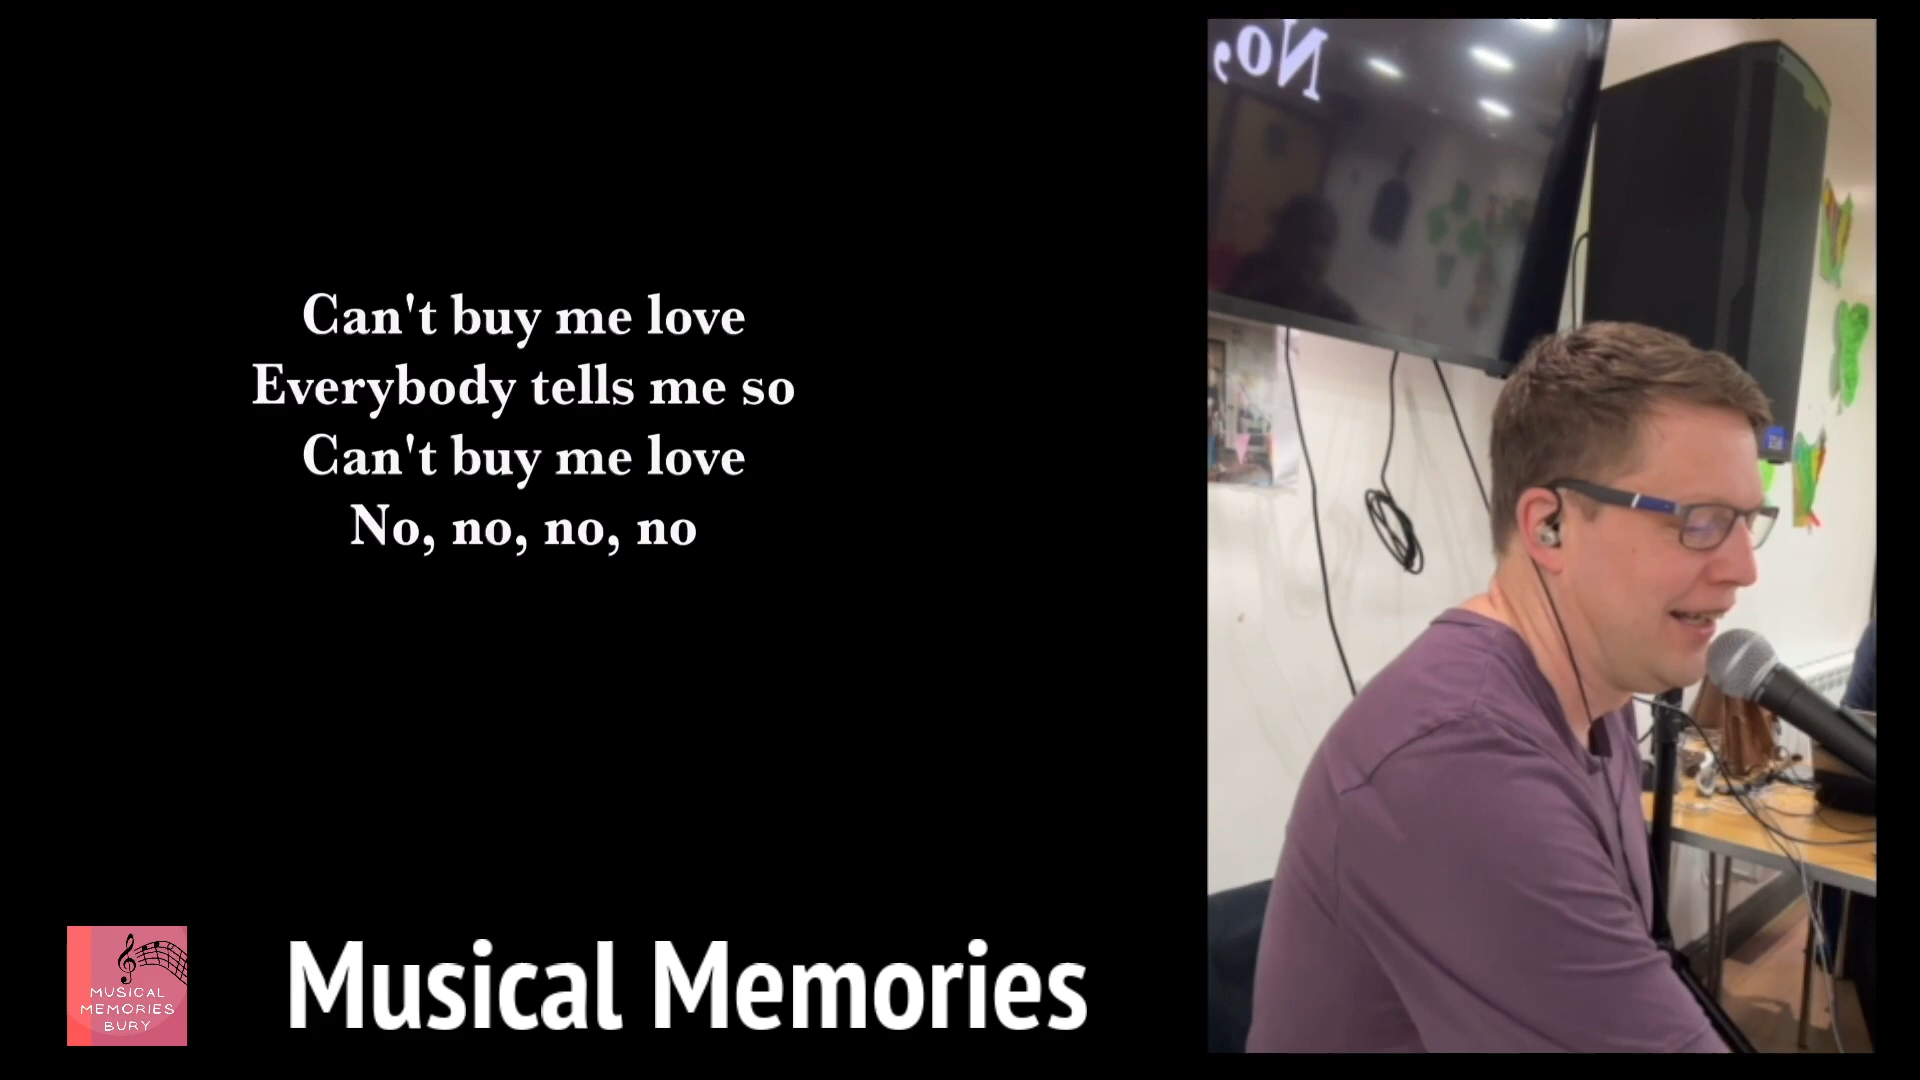 Can't buy me love
Everybody tells me so
Can't buy me love
No, no, no, no
MUSICAL
MEMORIES
BURY
Musical Memories
No,